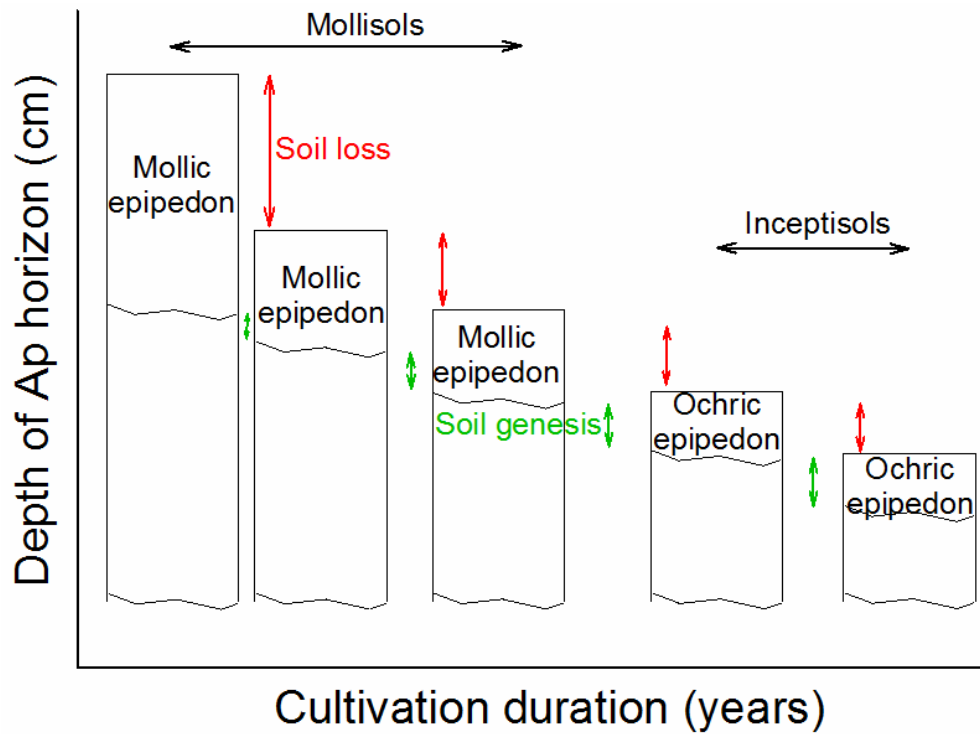 Mollisols
Soil loss
Mollic
epipedon
Mollic
epipedon
Mollic
epipedon
Inceptisols
Soil genesis
Ochric
epipedon
Ochric
epipedon
Depth of Ap horizon (cm)
Cultivation duration (years)